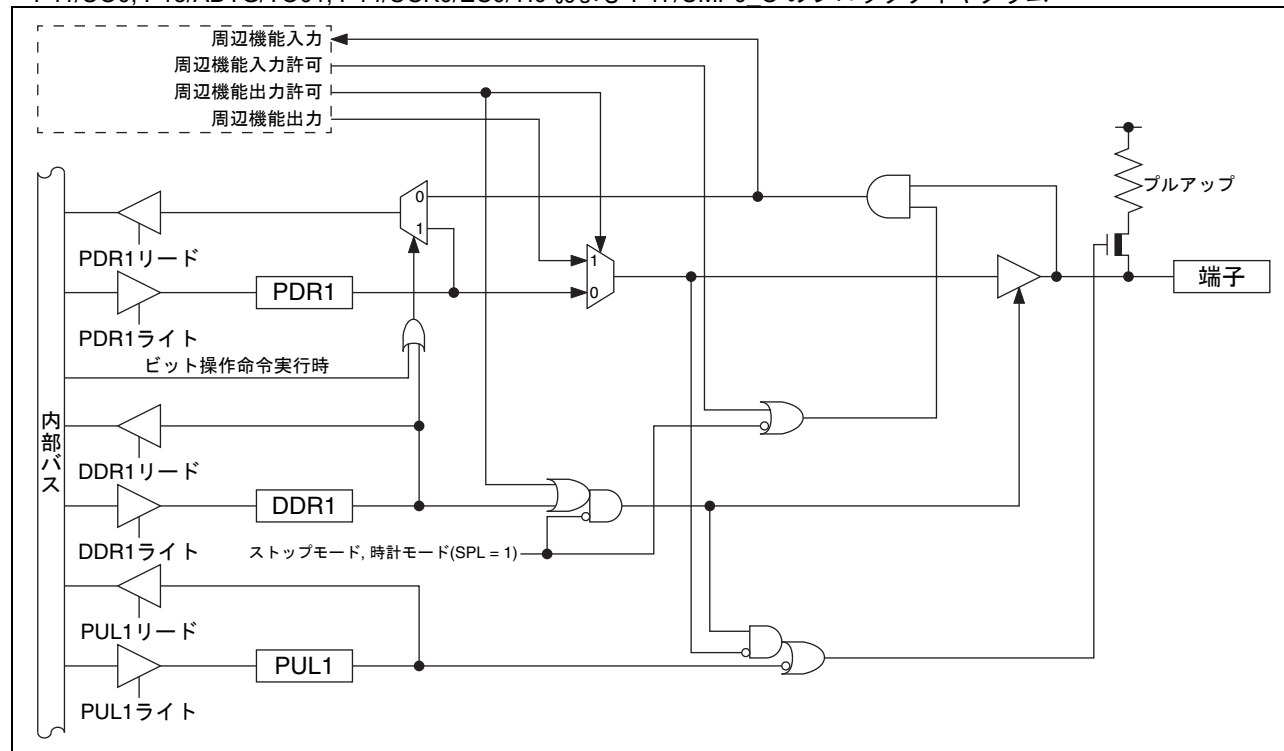 周辺機能入力
周辺機能入力許可
周辺機能出力許可
周辺機能出力
プルアップ
0
1
PDR1リード
1
0
PDR1
端子
PDR1ライト
ビット操作命令実行時
内部バス
DDR1リード
DDR1
DDR1ライト
ストップモード, 時計モード(SPL = 1)
PUL1リード
PUL1
PUL1ライト